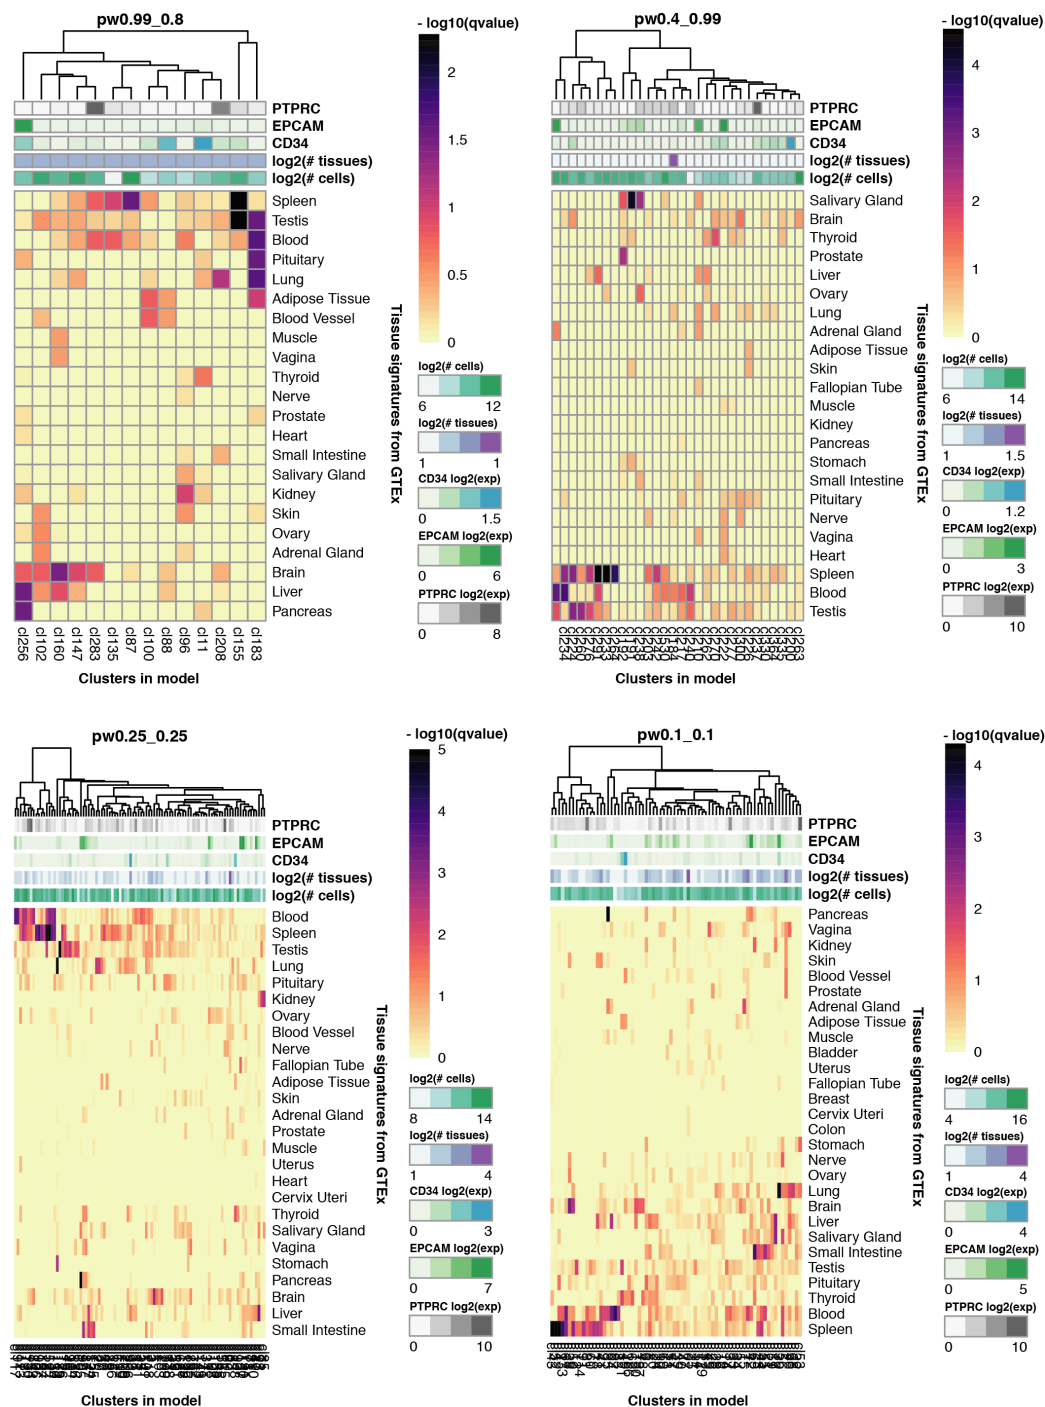 pw0.99_0.8
- log10(qvalue)
2
1.5
1
0.5
0
PTPRC
EPCAM
CD34
log2(# tissues)
log2(# cells)
Spleen
Testis
Blood
Pituitary
Lung
Adipose Tissue
Blood Vessel
Muscle
Vagina
Thyroid
Nerve
Prostate
Heart
Small Intestine
Salivary Gland
Kidney
Skin
Ovary
Adrenal Gland
Brain
Liver
Pancreas
Tissue signatures from GTEx
cl256 cl102 cl160 cl147 cl283 cl135 cl87 cl100 cl88 cl96 cl11 cl208 cl155 cl183
Clusters in model
log2(# cells)
6 12
log2(# tissues)
1 1
CD34 log2(exp)
0 1.5
EPCAM log2(exp)
0 6
PTPRC log2(exp)
0 8
pw0.4_0.99
- log10(qvalue)
4
3
2
1
0
PTPRC
EPCAM
CD34
log2(# tissues)
log2(# cells)
Salivary Gland
Brain
Thyroid
Prostate
Liver
Ovary
Lung
Adrenal Gland
Adipose Tissue
Skin
Fallopian Tube
Muscle
Kidney
Pancreas
Stomach
Small Intestine
Pituitary
Nerve
Vagina
Heart
Spleen
Blood
Testis
Tissue signatures from GTEx
Clusters in model
log2(# cells)
6 14
log2(# tissues)
1 1.5
CD34 log2(exp)
0 1.2
EPCAM log2(exp)
0 3
PTPRC log2(exp)
0 10
pw0.25_0.25
- log10(qvalue)
5
4
3
2
1
0
PTPRC
EPCAM
CD34
log2(# tissues)
log2(# cells)
Blood
Spleen
Testis
Lung
Pituitary
Kidney
Ovary
Blood Vessel
Nerve
Fallopian Tube
Adipose Tissue
Skin
Adrenal Gland
Prostate
Muscle
Uterus
Heart
Cervix Uteri
Thyroid
Salivary Gland
Vagina
Stomach
Pancreas
Brain
Liver
Small Intestine
Tissue signatures from GTEx
Clusters in model
log2(# cells)
8 14
log2(# tissues)
1 4
CD34 log2(exp)
0 3
EPCAM log2(exp)
0 7
PTPRC log2(exp)
0 10
pw0.1_0.1
- log10(qvalue)
4
3
2
1
0
PTPRC
EPCAM
CD34
log2(# tissues)
log2(# cells)
Pancreas
Vagina
Kidney
Skin
Blood Vessel
Prostate
Adrenal Gland
Adipose Tissue
Muscle
Bladder
Uterus
Fallopian Tube
Breast
Cervix Uteri
Colon
Stomach
Nerve
Ovary
Lung
Brain
Liver
Salivary Gland
Small Intestine
Testis
Pituitary
Thyroid
Blood
Spleen
Tissue signatures from GTEx
Clusters in model
log2(# cells)
4 16
log2(# tissues)
1 4
CD34 log2(exp)
0 4
EPCAM log2(exp)
0 5
PTPRC log2(exp)
0 10